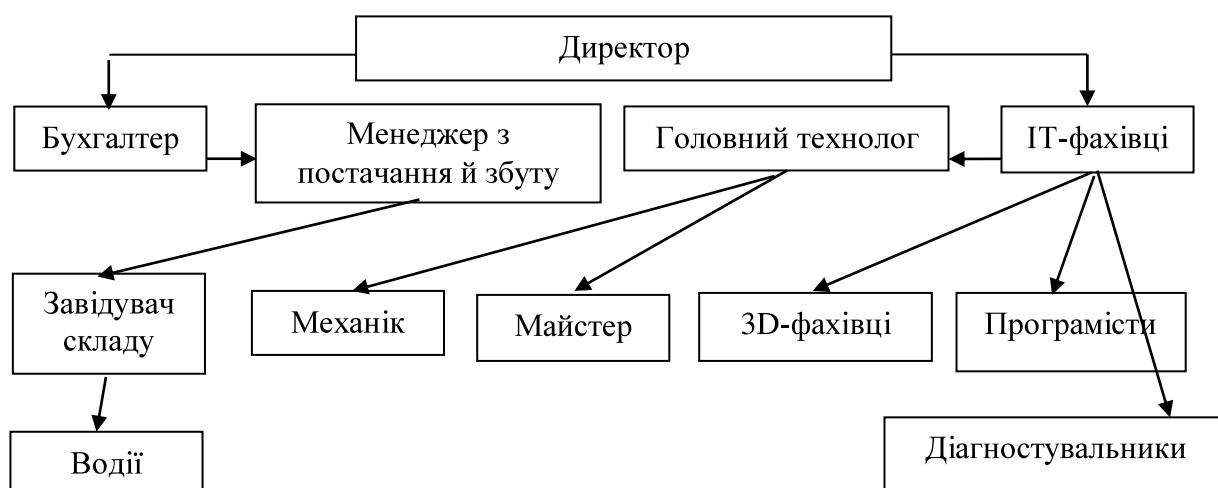 Директор
Бухгалтер
Менеджер з
постачання й збуту
Головний технолог
ІТ-фахівці
Завідувач
складу
Механік
Майстер
3D-фахівці
Програмісти
Водії
Діагностувальники